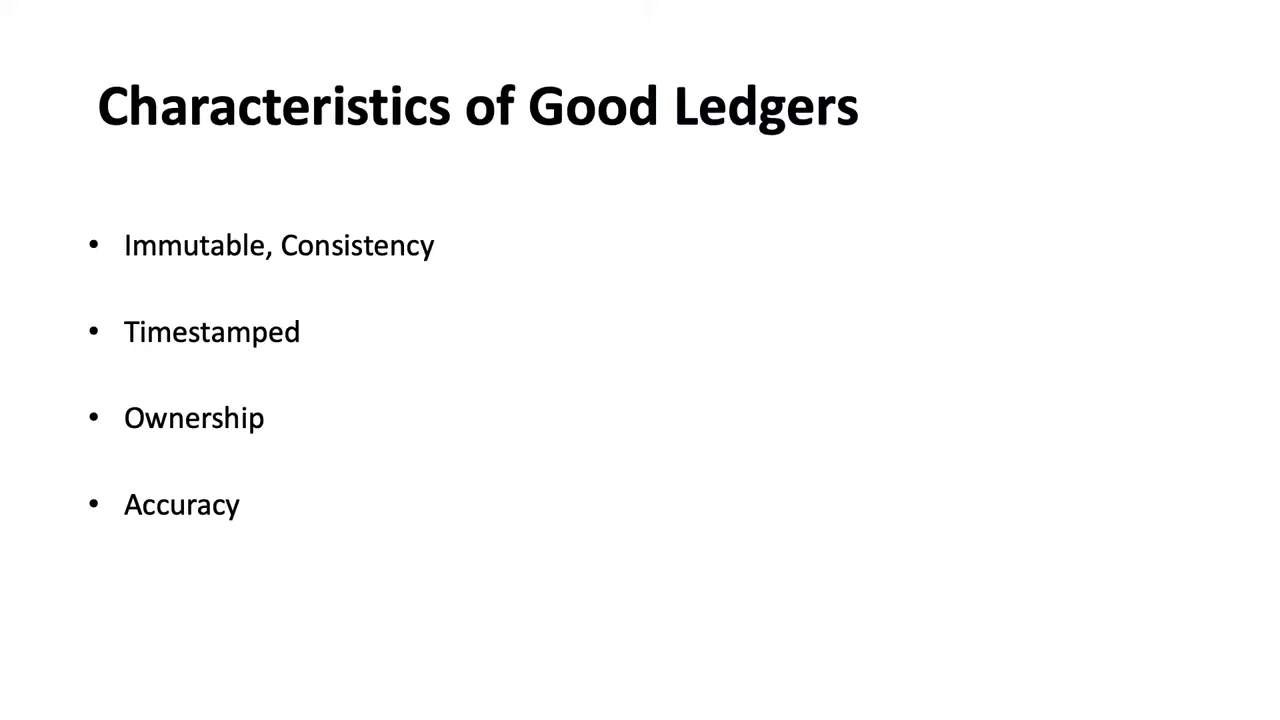 Characteristics of Good Ledgers
• Immutable, Consistency
• Timestamped
• Ownership
• Accuracy